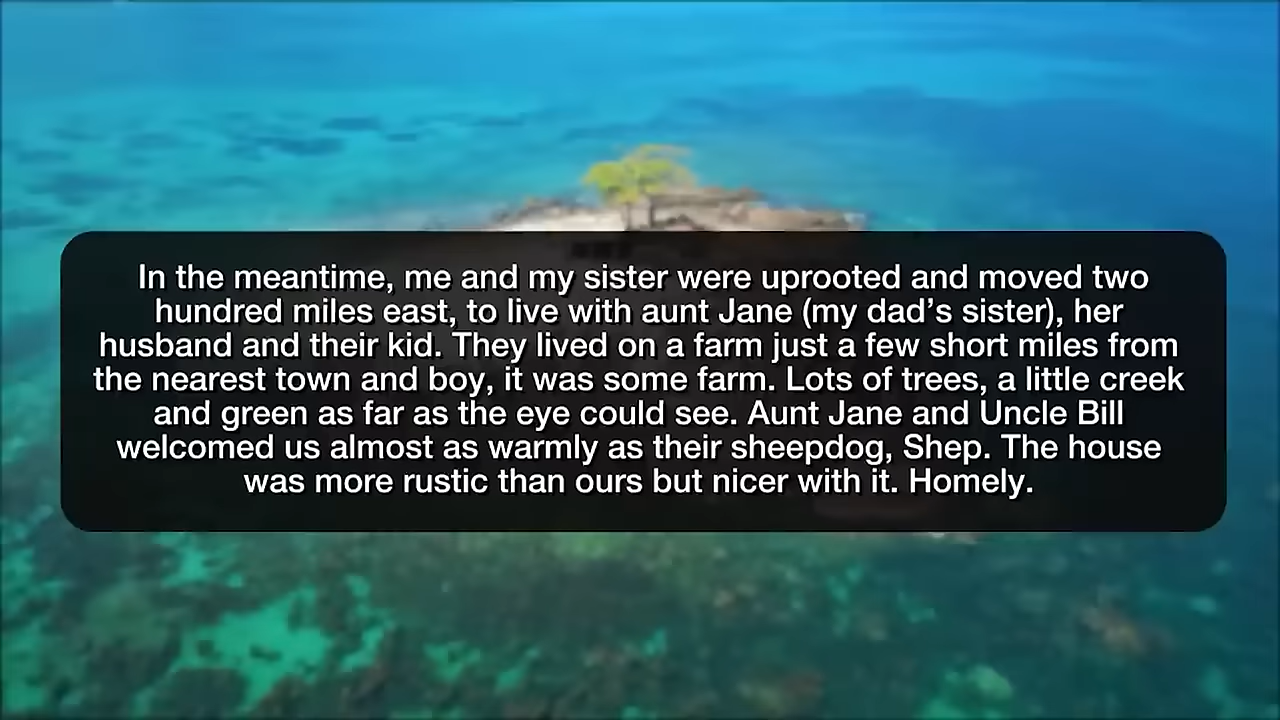 In the meantime, me and my sister were uprooted and moved two
hundred miles east, to live with aunt Jane (my dad’s sister), her
husband and their kid. They lived on a farm just a few short miles from
the nearest town and boy, it was some farm. Lots of trees, a little creek
and green as far as the eye could see. Aunt Jane and Uncle Bill
welcomed us almost as warmly as their sheepdog, Shep. The house
was more rustic than ours but nicer with it. Homely.